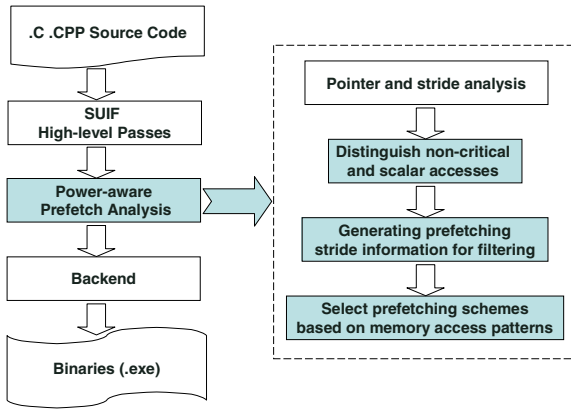 .C .CPP Source Code
SUIF
High-level Passes
Power-aware
Prefetch Analysis
Backend
Binaries (.exe)
Pointer and stride analysis
Distinguish non-critical
and scalar accesses
Generating prefetching
stride information for filtering
Select prefetching schemes
based on memory access patterns